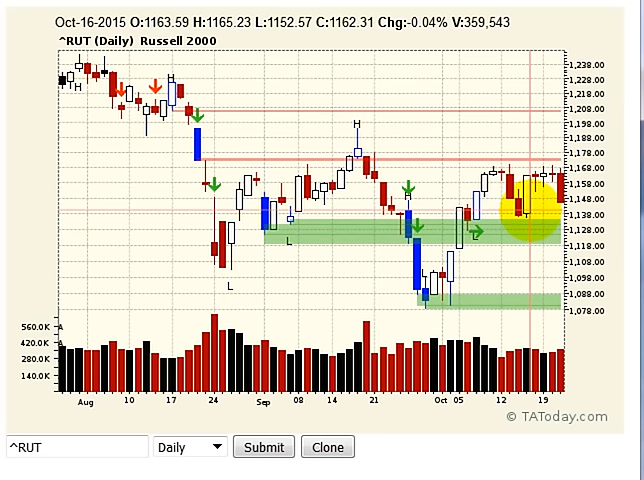 Oct-16-2015 O:1163.59 H:1165.23 L:1152.57 C:1162.31 Chg:-0.04% V:359,543
^RUT (Daily) Russell 2000
1,238.00
1,228.00
1,218.00
1,208.00
1,198.00
1,188.00
1,178.00
1,168.00
1,158.00
1,148.00
1,138.00
1,128.00
1,118.00
1,108.00
1,098.00
1,088.00
1,078.00
H
H
H
L
L
L
L
560.0K
420.0K
280.0K
140.0K
A
A
Aug 10 17 24 Sep 08 14 21 Oct 05 12 19
© TAToday.com
^RUT Daily Submit Clone